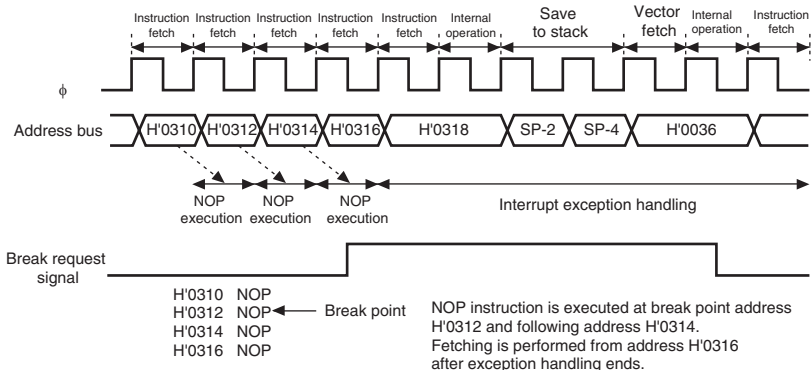 Instruction fetch
Instruction fetch
Instruction fetch
Instruction fetch
Instruction fetch
Internal operation
Save to stack
Vector fetch
Internal operation
Instruction fetch
ϕ
Address bus
H'0310
H'0312
H'0314
H'0316
H'0318
SP-2
SP-4
H'0036
NOP execution
NOP execution
NOP execution
Interrupt exception handling
Break request signal
H'0310 NOP
H'0312 NOP
Break point
H'0314 NOP
H'0316 NOP
NOP instruction is executed at break point address
H'0312 and following address H'0314.
Fetching is performed from address H'0316
after exception handling ends.